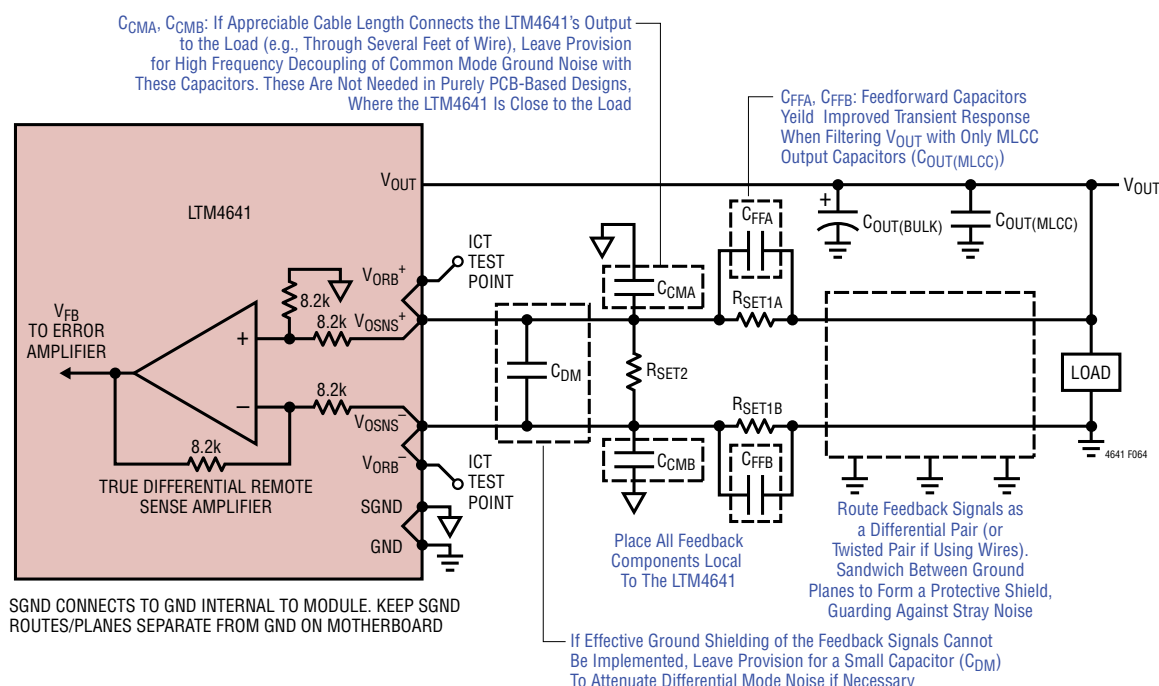 C_CMA, C_CMB: If Appreciable Cable Length Connects the LTM4641's Output
to the Load (e.g., Through Several Feet of Wire), Leave Provision
for High Frequency Decoupling of Common Mode Ground Noise with
These Capacitors. These Are Not Needed in Purely PCB-Based Designs,
Where the LTM4641 Is Close to the Load
C_FFA, C_FFB: Feedforward Capacitors
Yeild Improved Transient Response
When Filtering V_OUT with Only MLCC
Output Capacitors (C_OUT(MLCC))
LTM4641
V_OUT
V_OUT
+
C_OUT(BULK)
C_OUT(MLCC)
C_FFA
ICT
TEST
POINT
V_ORB+
8.2k
C_CMA
R_SET1A
V_FB
TO ERROR
AMPLIFIER
8.2k
V_OSNS+
+
C_DM
R_SET2
LOAD
–
8.2k
V_OSNS–
R_SET1B
8.2k
V_ORB–
C_CMB
C_FFB
4641 F064
TRUE DIFFERENTIAL REMOTE
SENSE AMPLIFIER
ICT
TEST
POINT
SGND
GND
Place All Feedback
Components Local
To The LTM4641
Route Feedback Signals as
a Differential Pair (or
Twisted Pair if Using Wires).
Sandwich Between Ground
Planes to Form a Protective Shield,
Guarding Against Stray Noise
SGND CONNECTS TO GND INTERNAL TO MODULE. KEEP SGND
ROUTES/PLANES SEPARATE FROM GND ON MOTHERBOARD
If Effective Ground Shielding of the Feedback Signals Cannot
Be Implemented, Leave Provision for a Small Capacitor (C_DM)
To Attenuate Differential Mode Noise if Necessary